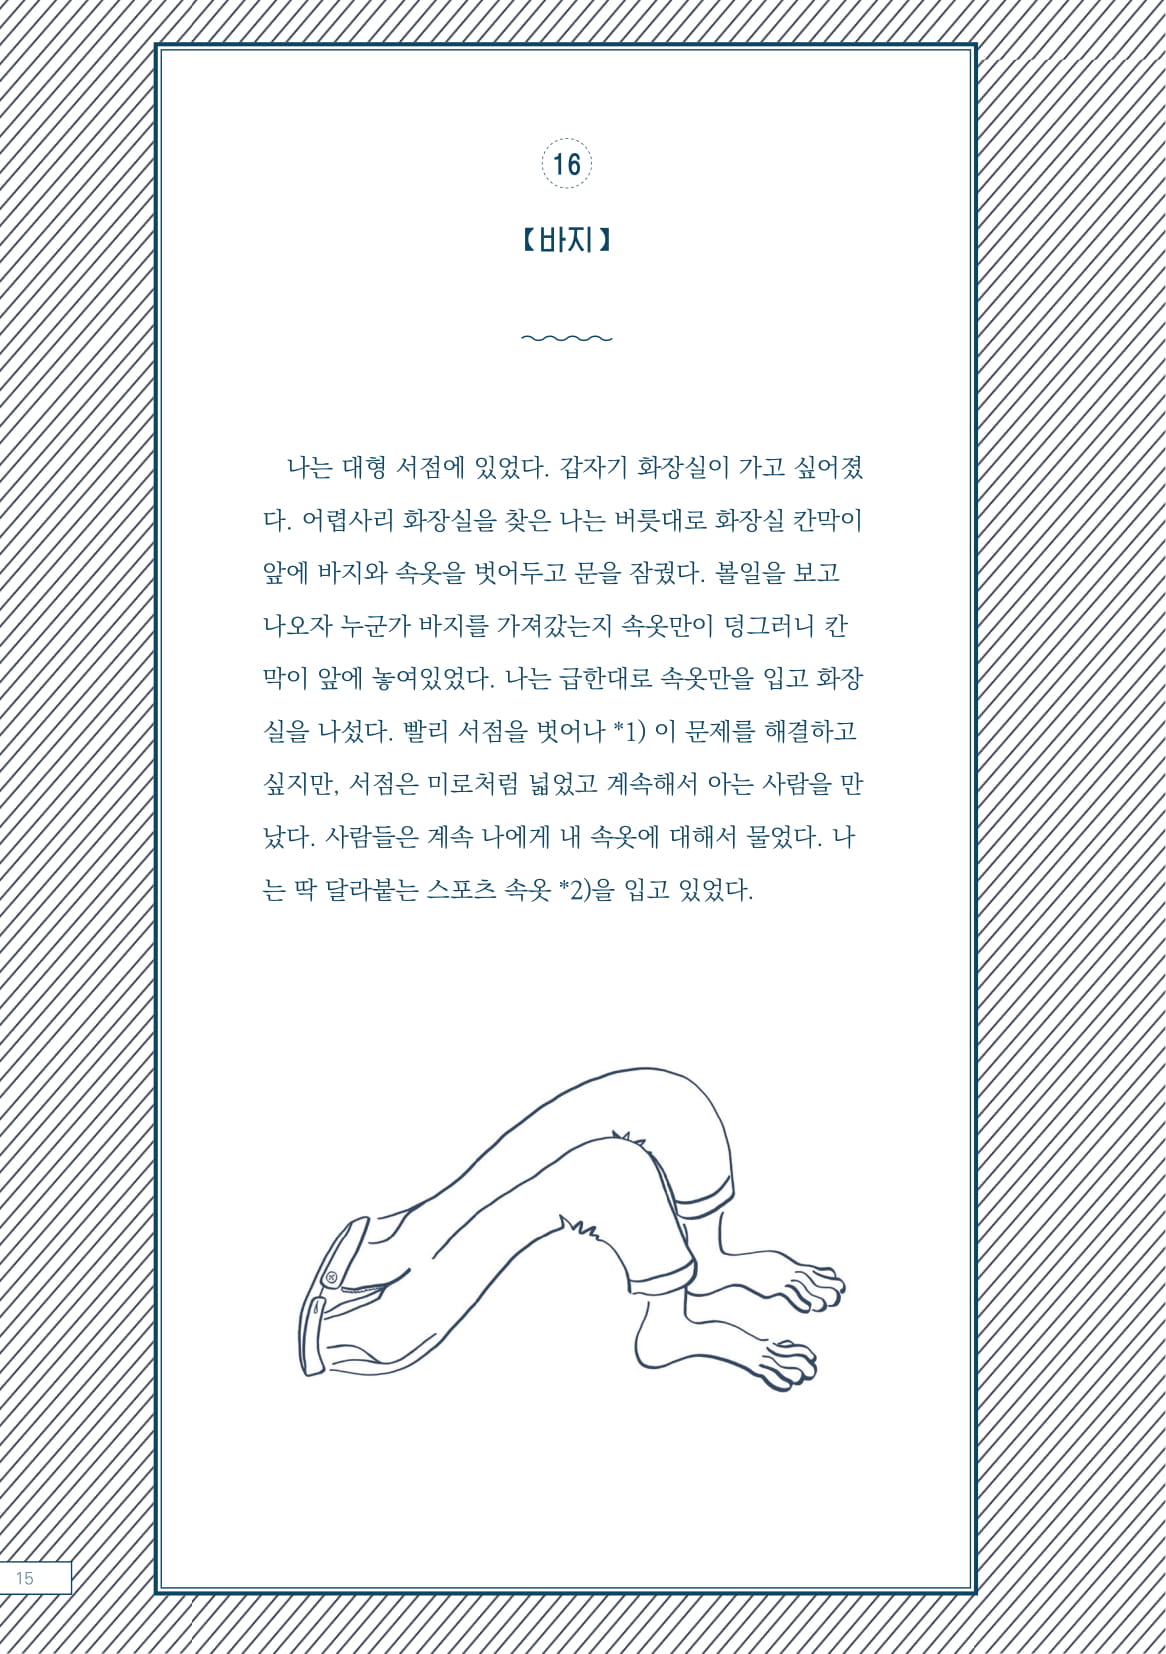 16
【바지】
나는 대형 서점에 있었다. 갑자기 화장실이 가고 싶어졌
다. 어렵사리 화장실을 찾은 나는 버릇대로 화장실 칸막이
앞에 바지와 속옷을 벗어두고 문을 잠궜다. 볼일을 보고
나오자 누군가 바지를 가져갔는지 속옷만이 덩그러니 칸
막이 앞에 놓여있었다. 나는 급한대로 속옷만을 입고 화장
실을 나섰다. 빨리 서점을 벗어나 *1) 이 문제를 해결하고
싶지만, 서점은 미로처럼 넓었고 계속해서 아는 사람을 만
났다. 사람들은 계속 나에게 내 속옷에 대해서 물었다. 나
는 딱 달라붙는 스포츠 속옷 *2)을 입고 있었다.
15